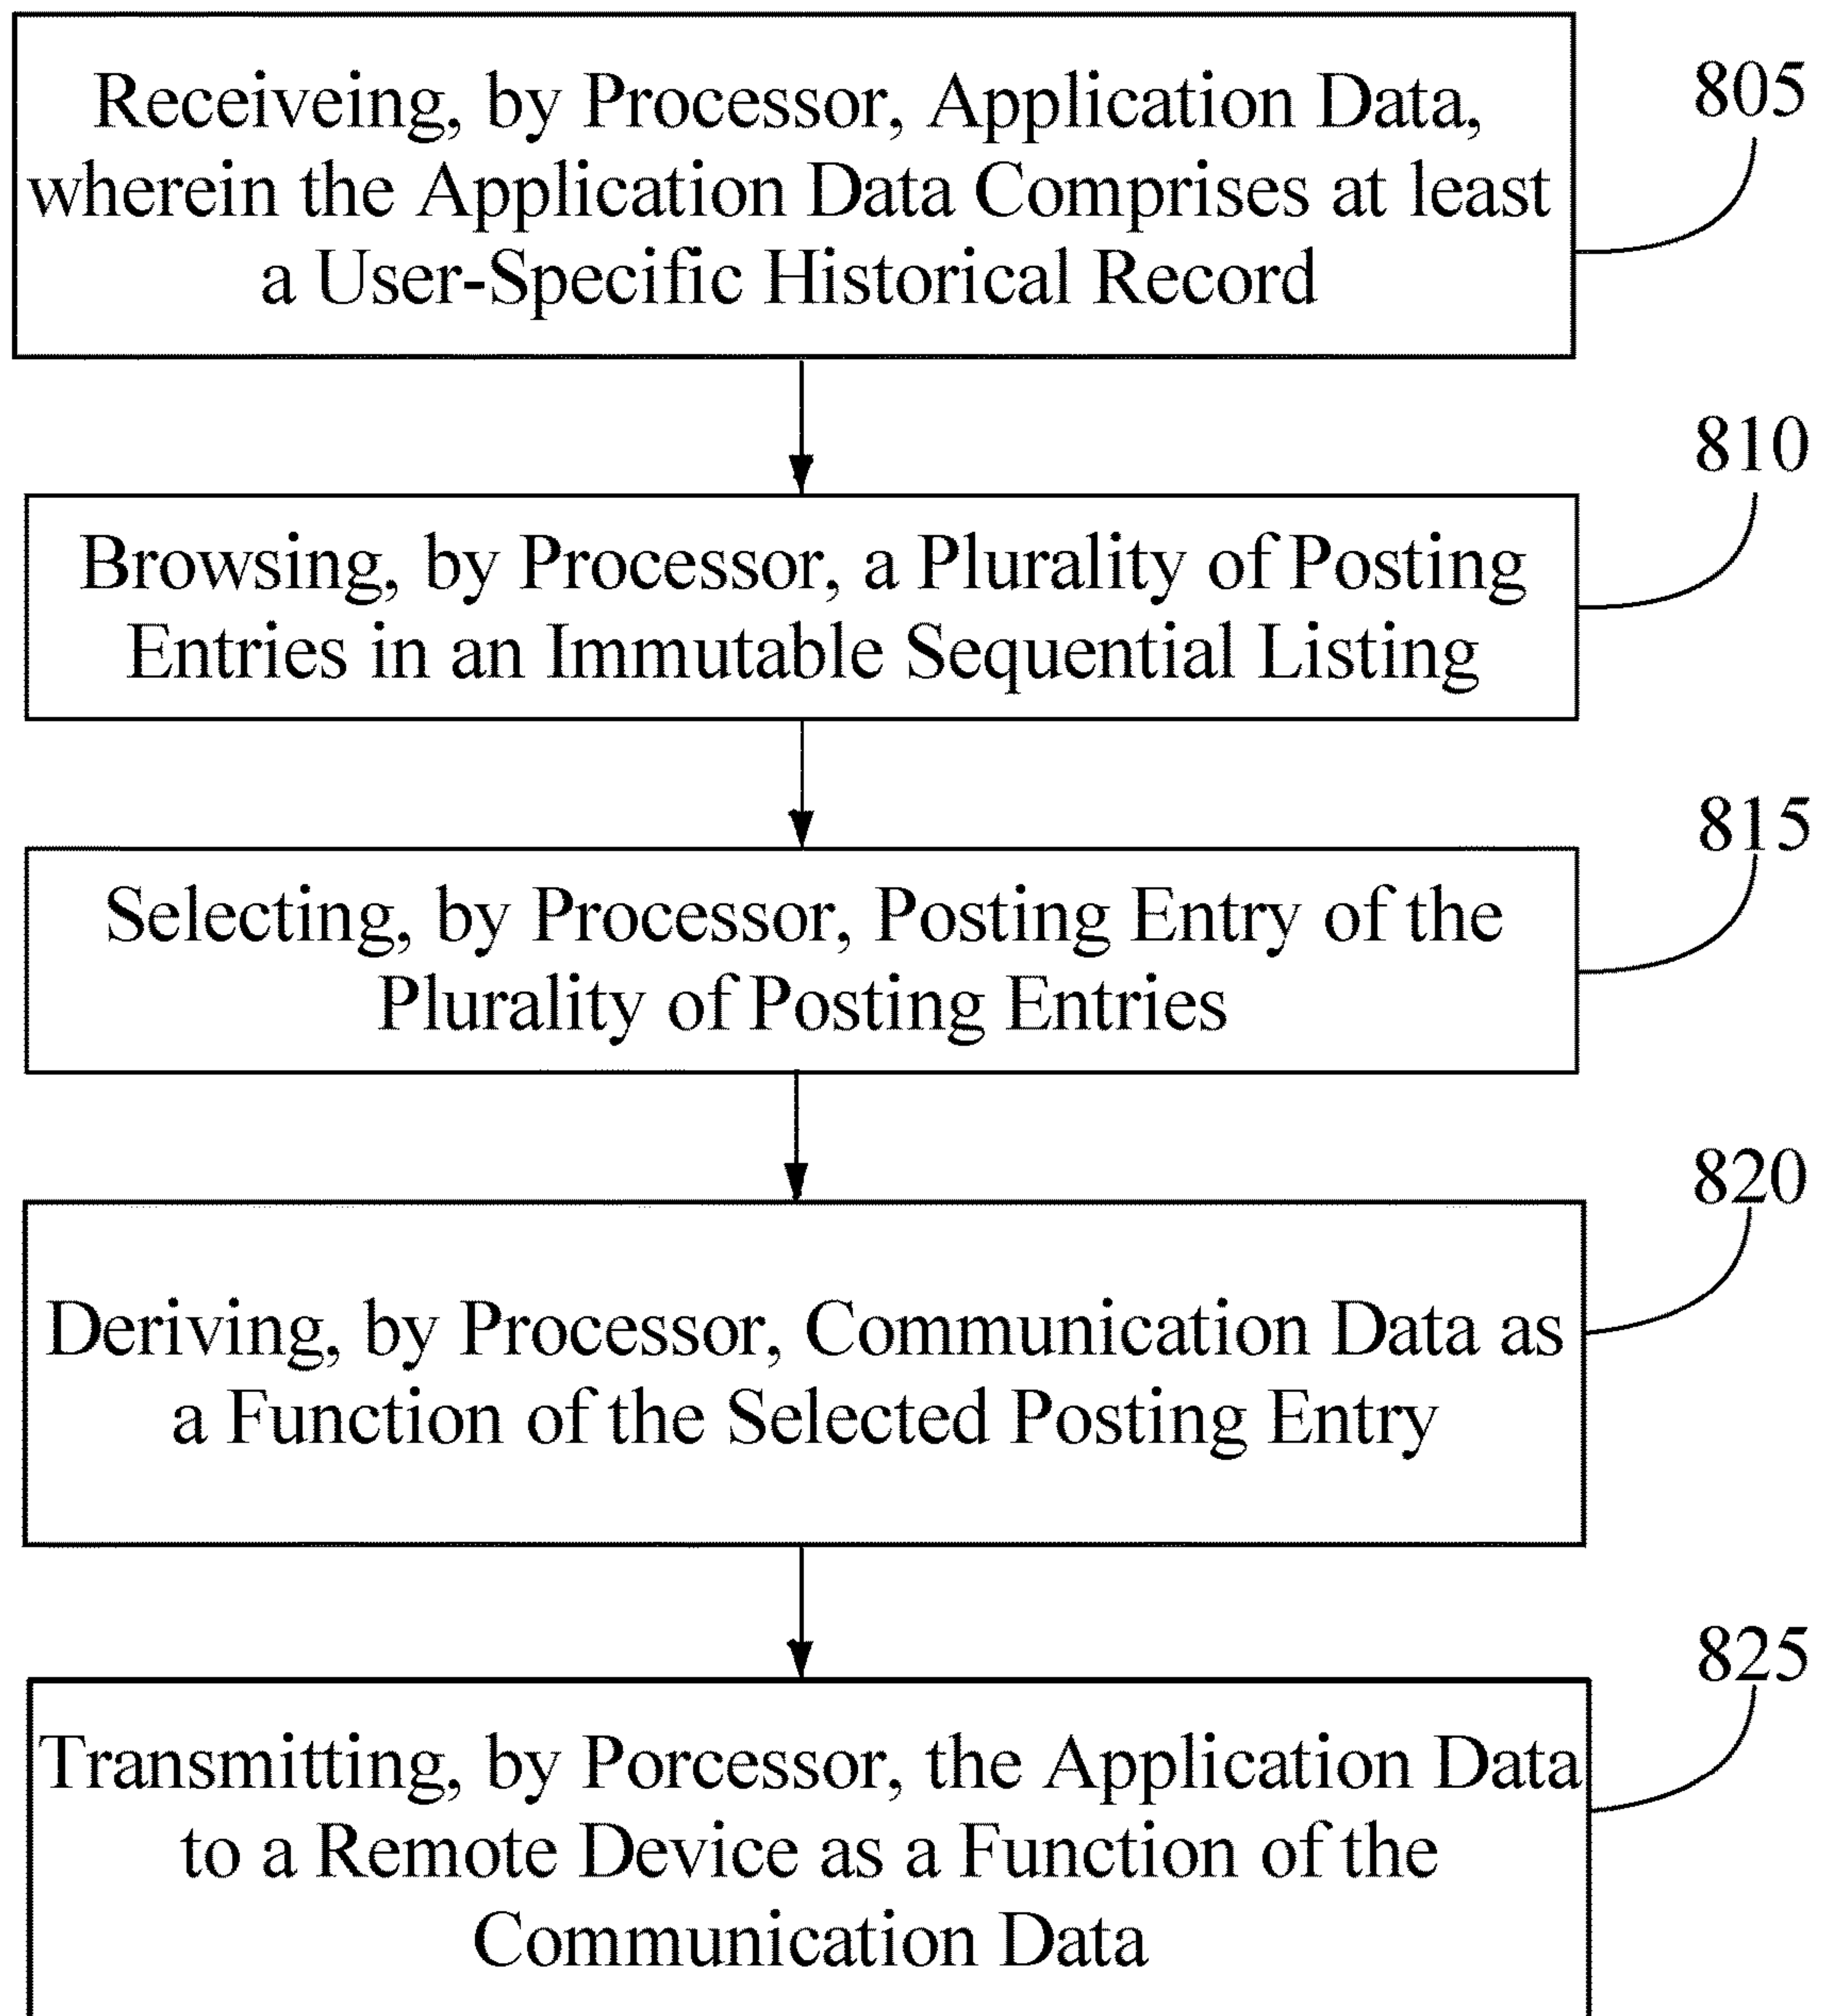 Receiveing, by Processor, Application Data,
wherein the Application Data Comprises at least
a User-Specific Historical Record
805
Browsing, by Processor, a Plurality of Posting
Entries in an Immutable Sequential Listing
810
Selecting, by Processor, Posting Entry of the
Plurality of Posting Entries
815
Deriving, by Processor, Communication Data as
a Function of the Selected Posting Entry
820
Transmitting, by Porcessor, the Application Data
to a Remote Device as a Function of the
Communication Data
825